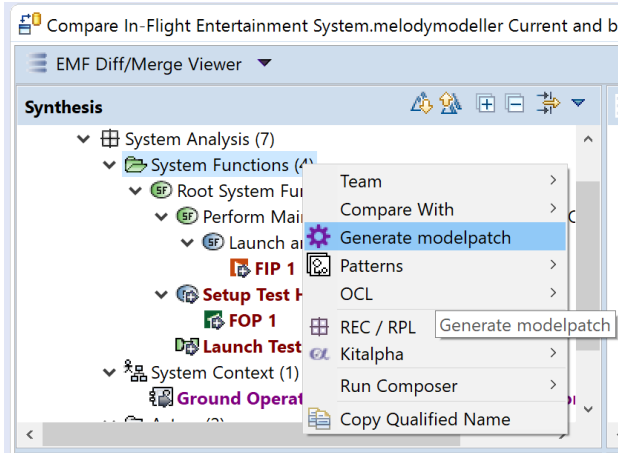 Compare In-Flight Entertainment System.melodymodeller Current and b
EMF Diff/Merge Viewer
Synthesis
System Analysis (7)
System Functions (4)
Root System Fu
Perform Mai
Launch a
FIP 1
Setup Test H
FOP 1
Launch Test
System Context (1)
Ground Operat
Team
Compare With
Generate modelpatch
Patterns
OCL
REC / RPL
Generate modelpatch
Kitalpha
Run Composer
Copy Qualified Name